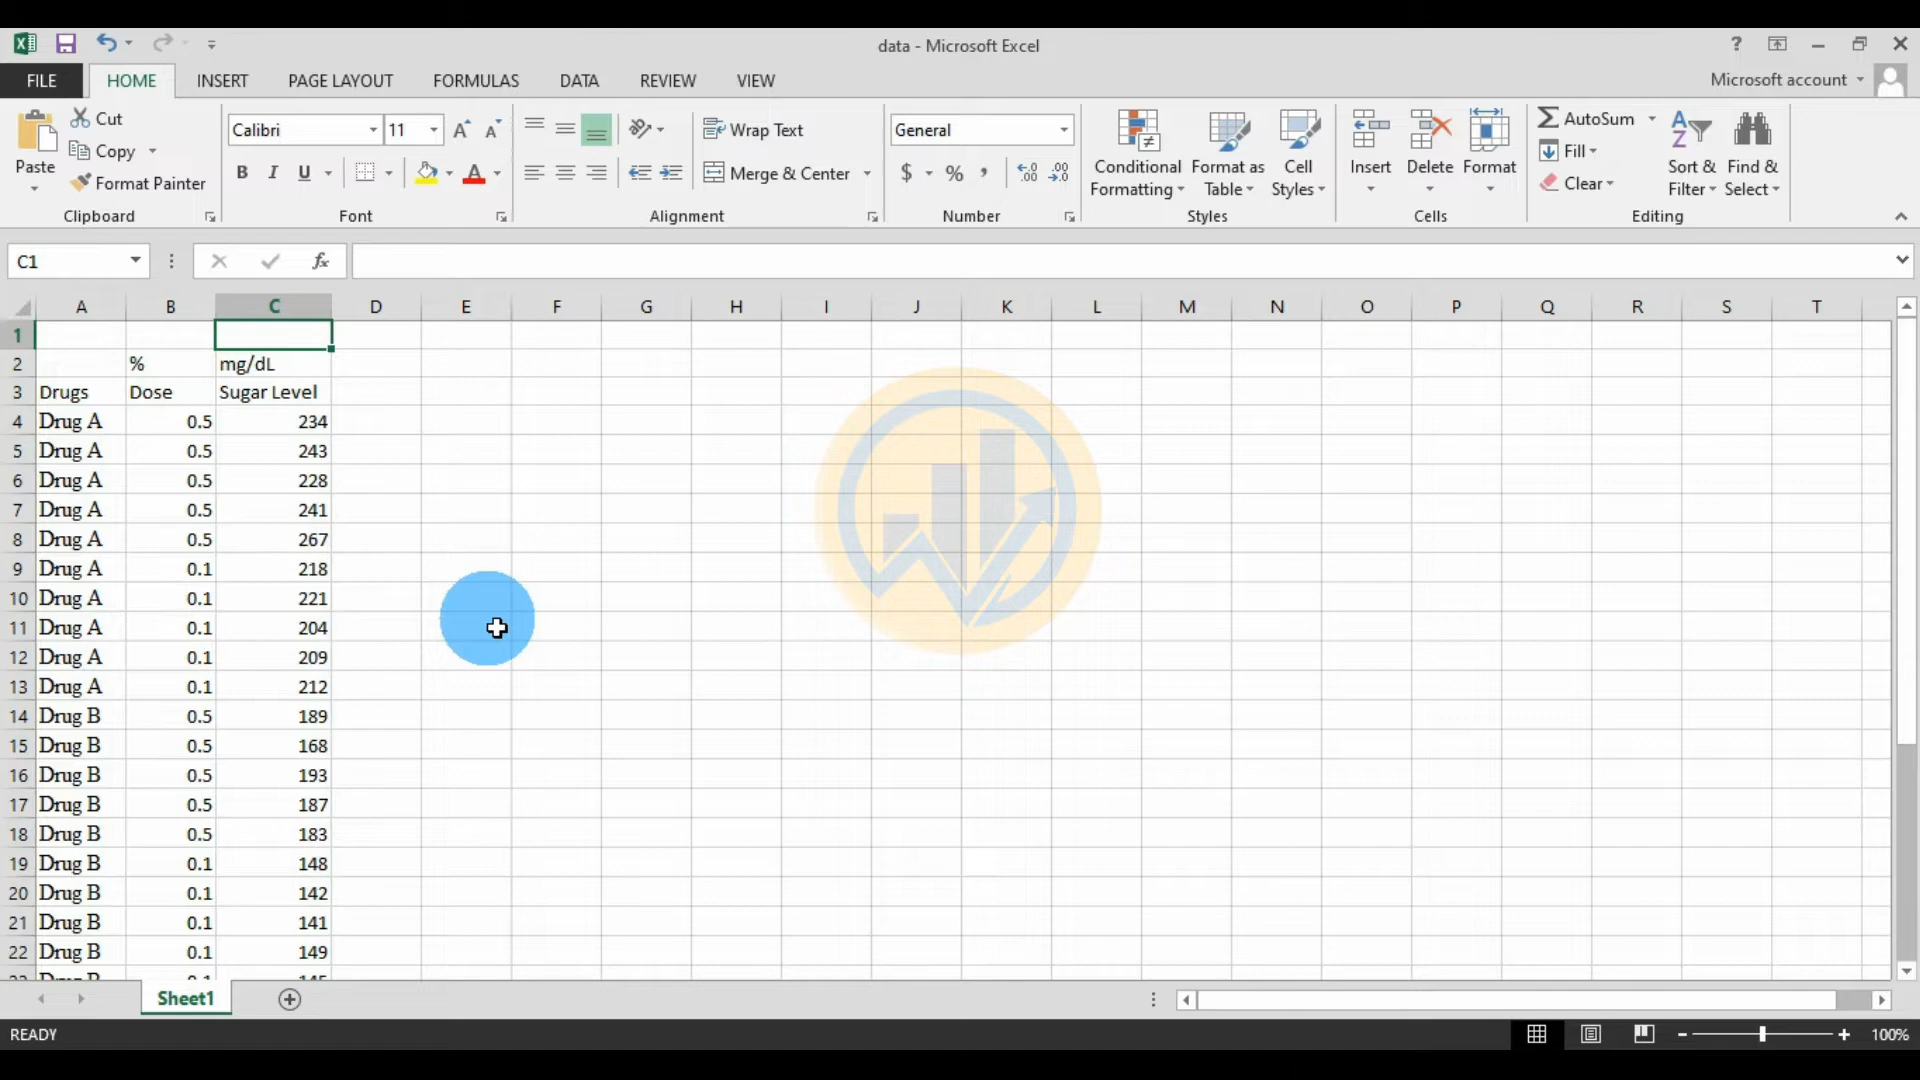 data - Microsoft Excel
?
FILE HOME INSERT PAGE LAYOUT FORMULAS DATA REVIEW VIEW Microsoft account
Paste Cut Copy Format Painter
Clipboard
Calibri 11 A A
B I U A
Font
Wrap Text
Merge & Center
Alignment
General
$ % ,
Number
Conditional Formatting Format as Table Cell Styles
Styles
Insert Delete Format
Cells
AutoSum Fill Clear Sort & Filter Find & Select
Editing
C1 fx
A B C D E F G H I J K L M N O P Q R S T
1
2 % mg/dL
3 Drugs Dose Sugar Level
4 Drug A 0.5 234
5 Drug A 0.5 243
6 Drug A 0.5 228
7 Drug A 0.5 241
8 Drug A 0.5 267
9 Drug A 0.1 218
10 Drug A 0.1 221
11 Drug A 0.1 204
12 Drug A 0.1 209
13 Drug A 0.1 212
14 Drug B 0.5 189
15 Drug B 0.5 168
16 Drug B 0.5 193
17 Drug B 0.5 187
18 Drug B 0.5 183
19 Drug B 0.1 148
20 Drug B 0.1 142
21 Drug B 0.1 141
22 Drug B 0.1 149
Sheet1
READY 100%